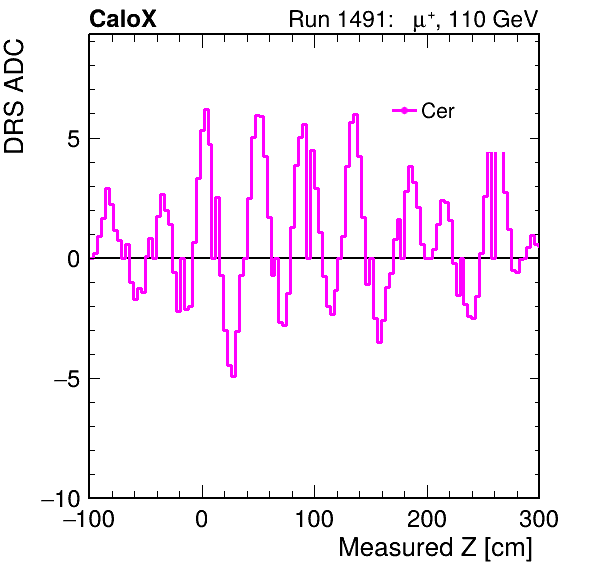 CaloX Run 1491: μ⁺, 110 GeV
DRS ADC
Cer
5
0
−5
−10
−100 0 100 200 300
Measured Z [cm]